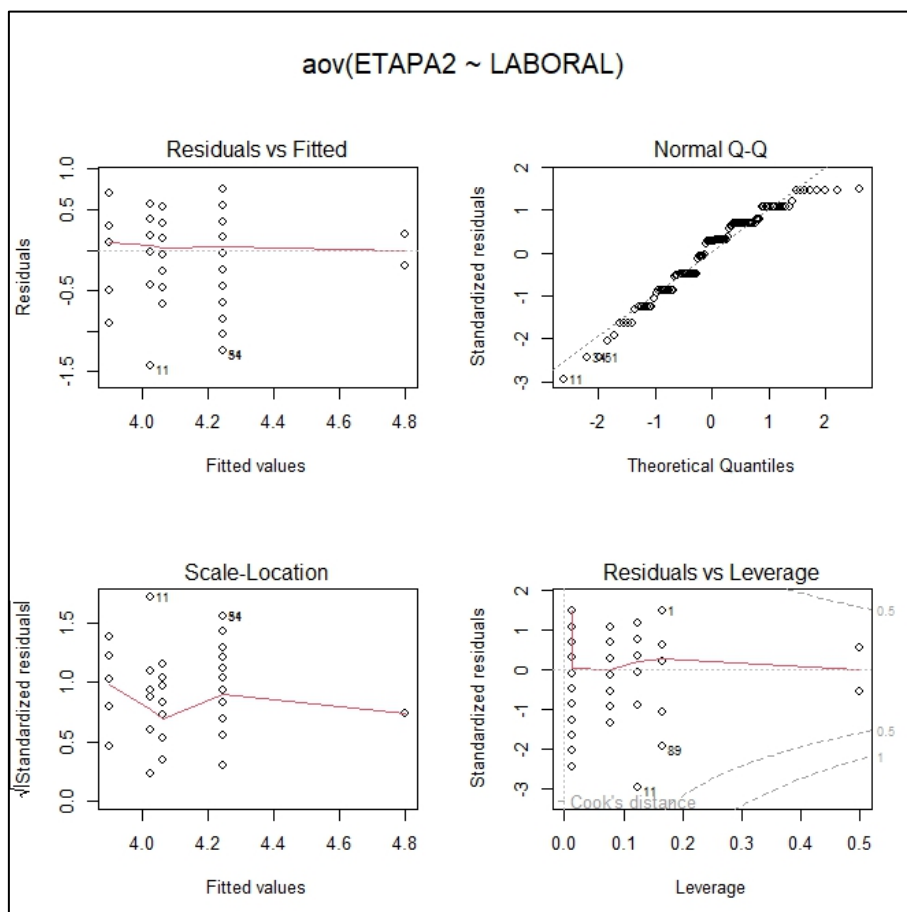 aov(ETAPA2 ~ LABORAL)
Residuals vs Fitted
Residuals
1.0
0.5
-0.5
-1.5
11
54
4.0 4.2 4.4 4.6 4.8
Fitted values
Normal Q-Q
Standardized residuals
2
1
0
-1
-2
-3
11
-2 -1 0 1 2
Theoretical Quantiles
Scale-Location
√|Standardized residuals|
1.5
1.0
0.5
0.0
11
4.0 4.2 4.4 4.6 4.8
Fitted values
Residuals vs Leverage
Standardized residuals
2
1
0
-1
-2
-3
1
89
11
0.5
0.5
1
Cook's distance
0.0 0.1 0.2 0.3 0.4 0.5
Leverage